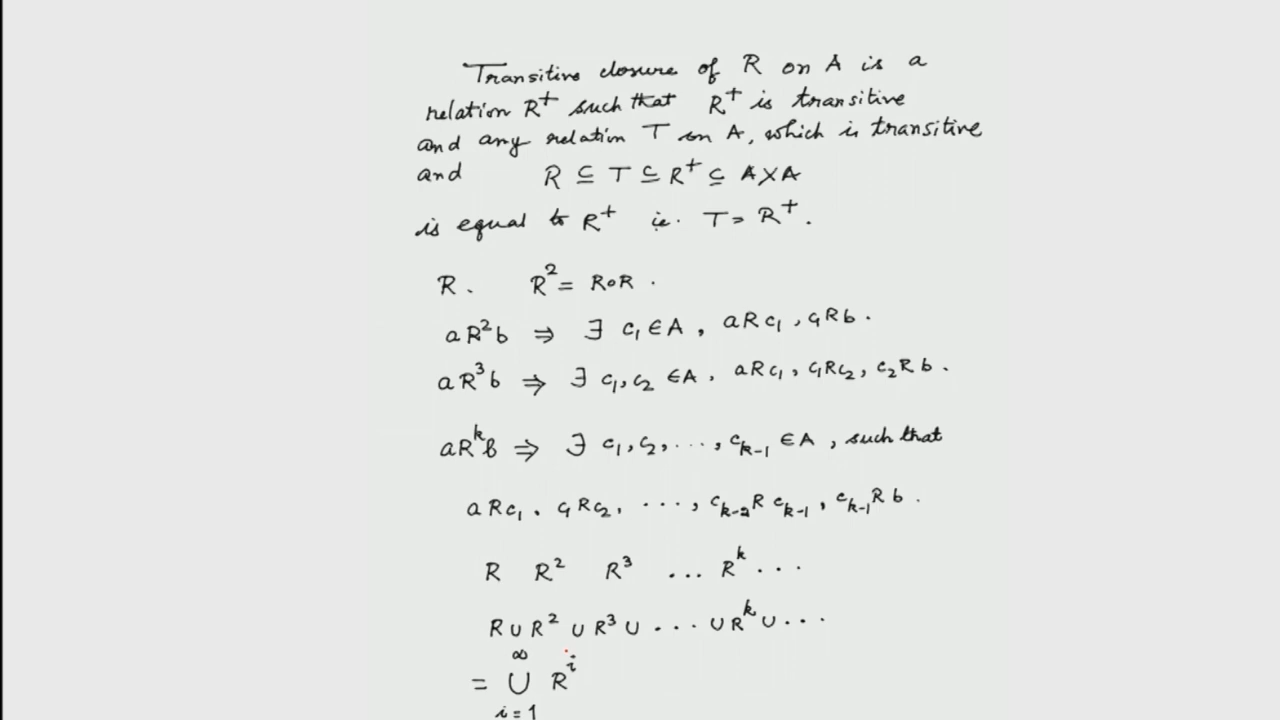 Transitive closure of R on A is a
relation R⁺ such that R⁺ is transitive
and any relation T on A, which is transitive
and R ⊆ T ⊆ R⁺ ⊆ A×A
is equal to R⁺ i.e. T = R⁺.
R. R² = R∘R.
aR²b ⇒ ∃ c₁ ∈ A, aRc₁, c₁Rb.
aR³b ⇒ ∃ c₁, c₂ ∈ A, aRc₁, c₁Rc₂, c₂Rb.
aRᵏb ⇒ ∃ c₁, c₂, ..., cₖ₋₁ ∈ A, such that
aRc₁, c₁Rc₂, ..., cₖ₋₂Rcₖ₋₁, cₖ₋₁Rb.
R R² R³ ... Rᵏ...
R ∪ R² ∪ R³ ∪ ... ∪ Rᵏ ∪ ...
∞
= ∪ Rⁱ
i=1